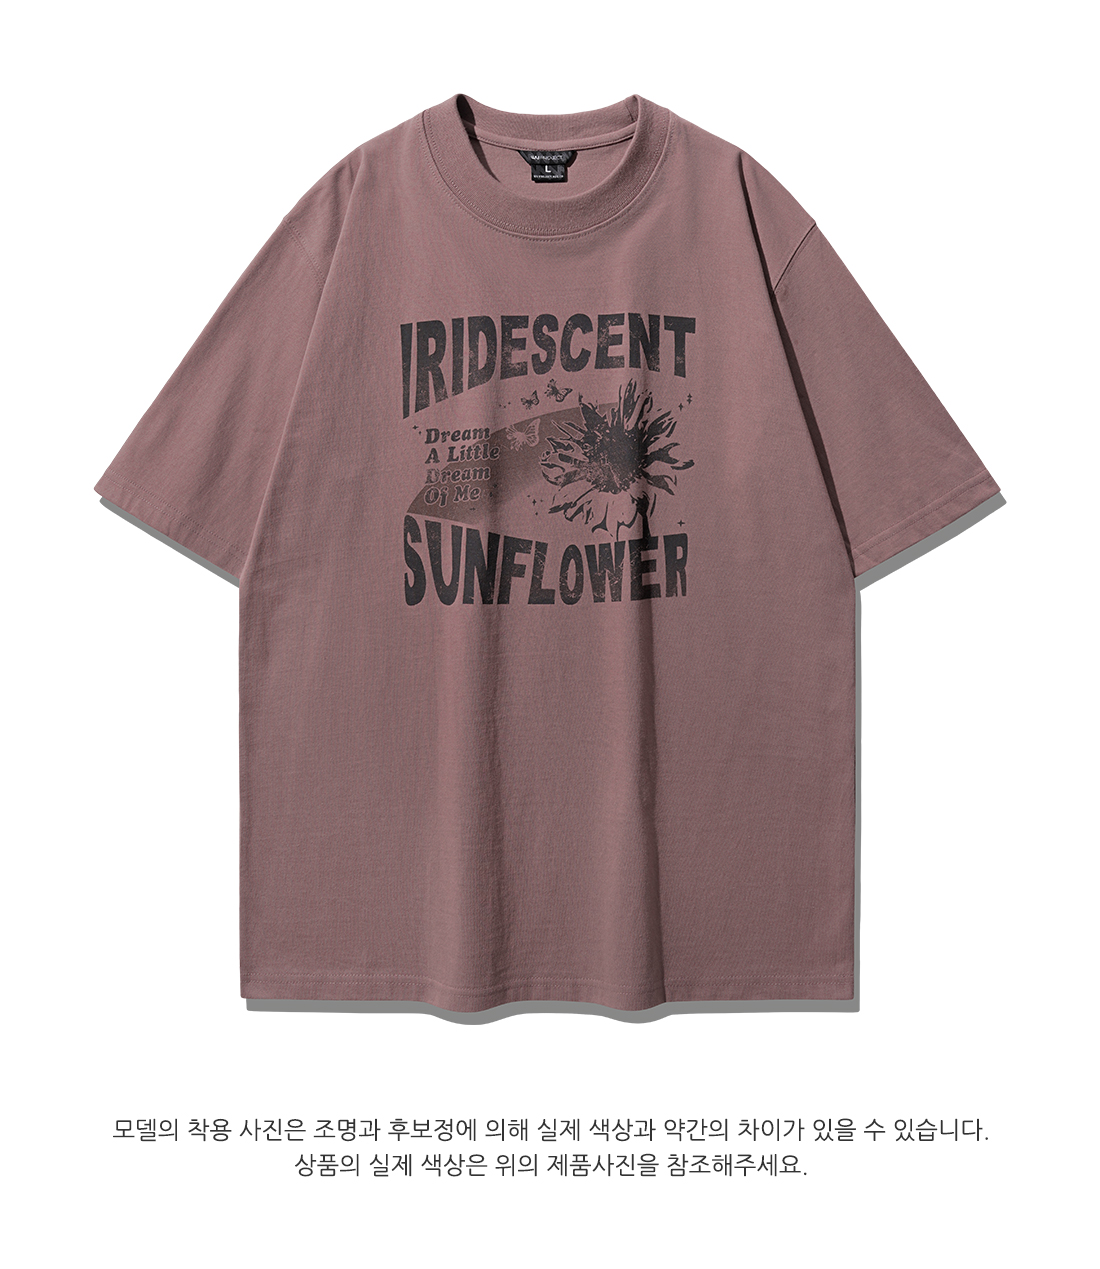 L
IRIDESCENT
Dream
A Little
Dream
Of Me
SUNFLOWER
모델의 착용 사진은 조명과 후보정에 의해 실제 색상과 약간의 차이가 있을 수 있습니다.
상품의 실제 색상은 위의 제품사진을 참조해주세요.